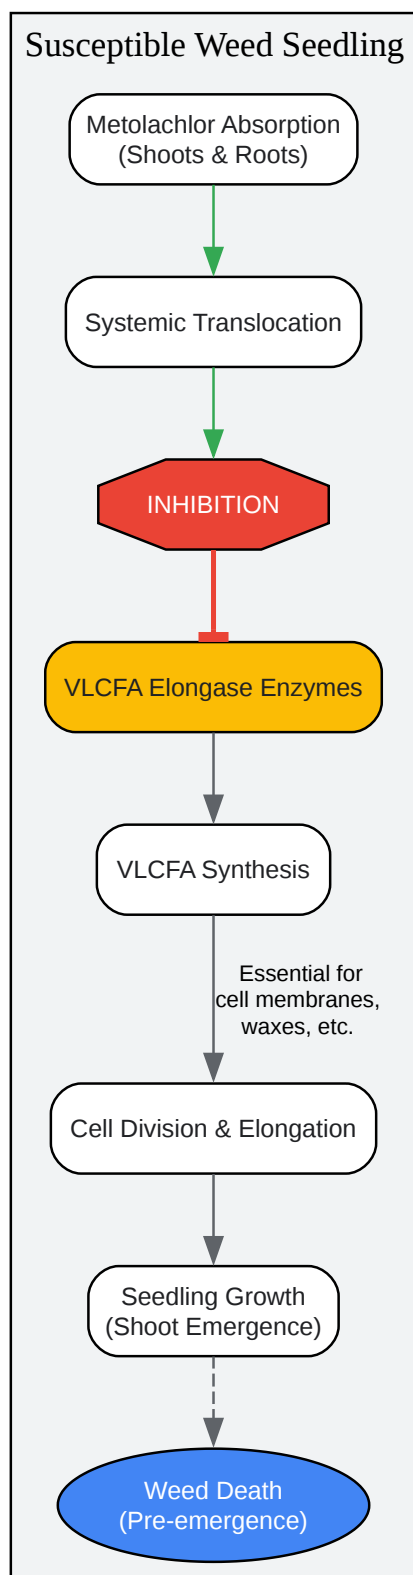 Susceptible Weed Seedling
Metolachlor Absorption
(Shoots & Roots)
Systemic Translocation
INHIBITION
VLCFA Elongase Enzymes
VLCFA Synthesis
Essential for
cell membranes,
waxes, etc.
Cell Division & Elongation
Seedling Growth
(Shoot Emergence)
Weed Death
(Pre-emergence)